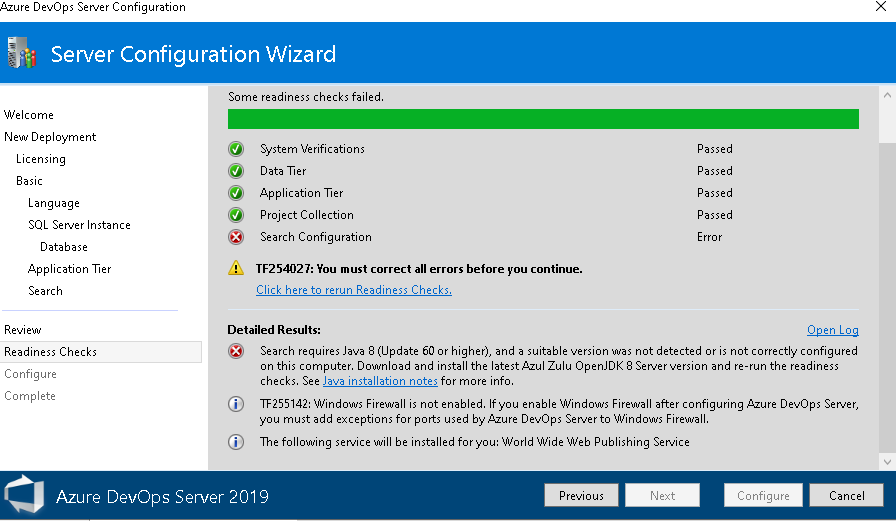 Azure DevOps Server Configuration
Server Configuration Wizard
Welcome
New Deployment
Licensing
Basic
Language
SQL Server Instance
Database
Application Tier
Search
Review
Readiness Checks
Configure
Complete
Some readiness checks failed.
System Verifications Passed
Data Tier Passed
Application Tier Passed
Project Collection Passed
Search Configuration Error
TF254027: You must correct all errors before you continue.
Click here to rerun Readiness Checks.
Detailed Results: Open Log
Search requires Java 8 (Update 60 or higher), and a suitable version was not detected or is not correctly configured
on this computer. Download and install the latest Azul Zulu OpenJDK 8 Server version and re-run the readiness
checks. See Java installation notes for more info.
TF255142: Windows Firewall is not enabled. If you enable Windows Firewall after configuring Azure DevOps Server,
you must add exceptions for ports used by Azure DevOps Server to Windows Firewall.
The following service will be installed for you: World Wide Web Publishing Service
Azure DevOps Server 2019
Previous Next Configure Cancel